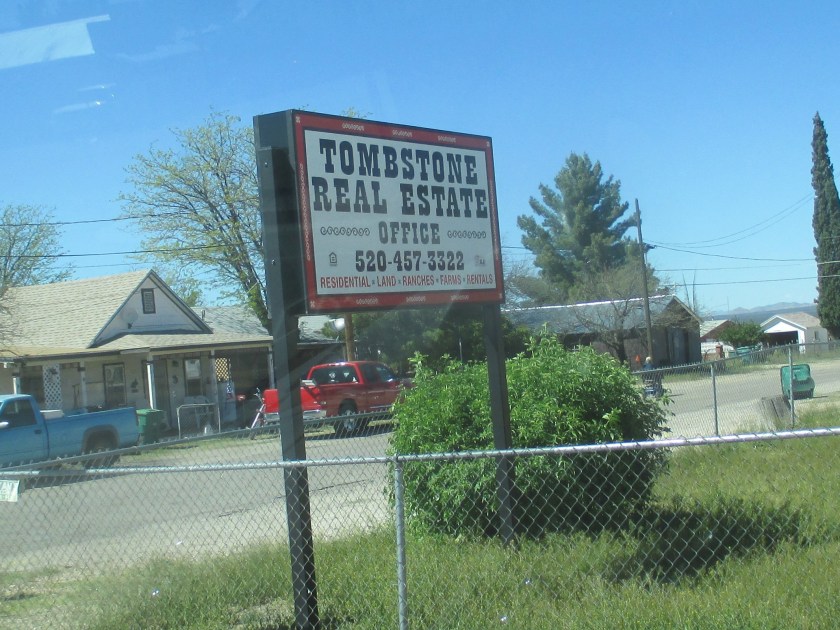 TOMBSTONE
REAL ESTATE
OFFICE
520-457-3322
RESIDENTIAL * LAND * RANCHES * FARMS * RENTALS